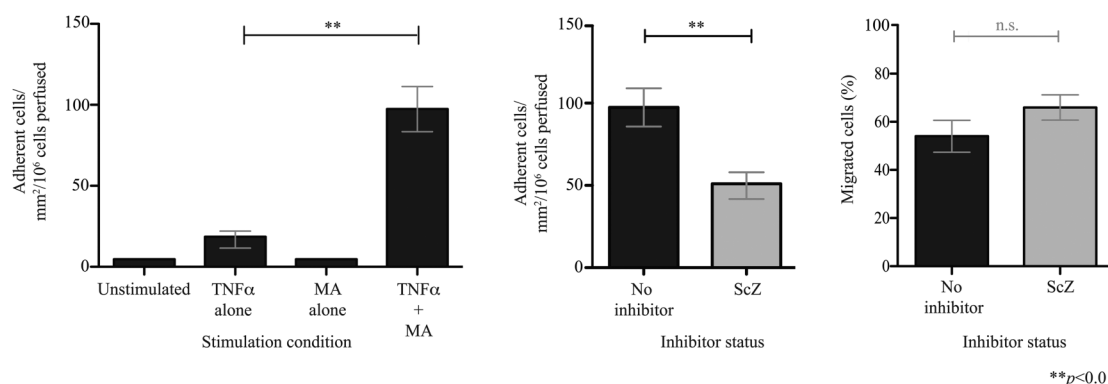 Adherent cells/
mm²/10⁶ cells perfused
150
100
50
0
**
Unstimulated
TNFα
alone
MA
alone
TNFα
+
MA
Stimulation condition
Adherent cells/
mm²/10⁶ cells perfused
150
100
50
0
**
No
inhibitor
ScZ
Inhibitor status
Migrated cells (%)
100
80
60
40
20
0
n.s.
No
inhibitor
ScZ
Inhibitor status
**p<0.0